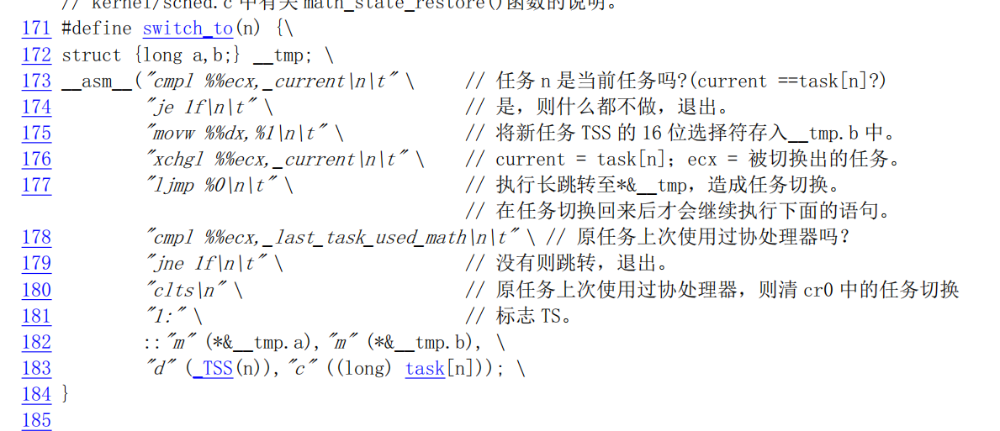 // kernel/sched.c 中有关 math_state_restore()函数的说明。
171 #define switch_to(n) {\
172 struct {long a,b;} __tmp; \
173 __asm__("cmpl %%ecx,_current\n\t" \ // 任务 n 是当前任务吗?(current ==task[n]?)
174 "je 1f\n\t" \ // 是，则什么都不做，退出。
175 "movw %%dx,%1\n\t" \ // 将新任务 TSS 的 16 位选择符存入__tmp.b 中。
176 "xchgl %%ecx,_current\n\t" \ // current = task[n]；ecx = 被切换出的任务。
177 "ljmp %0\n\t" \ // 执行长跳转至*&__tmp，造成任务切换。
// 在任务切换回来后才会继续执行下面的语句。
178 "cmpl %%ecx,_last_task_used_math\n\t" \ // 原任务上次使用过协处理器吗？
179 "jne 1f\n\t" \ // 没有则跳转，退出。
180 "clts\n" \ // 原任务上次使用过协处理器，则清 cr0 中的任务切换
181 "1:" \ // 标志 TS。
182 ::"m" (*&__tmp.a),"m" (*&__tmp.b), \
183 "d" (_TSS(n)),"c" ((long) task[n])); \
184 }
185